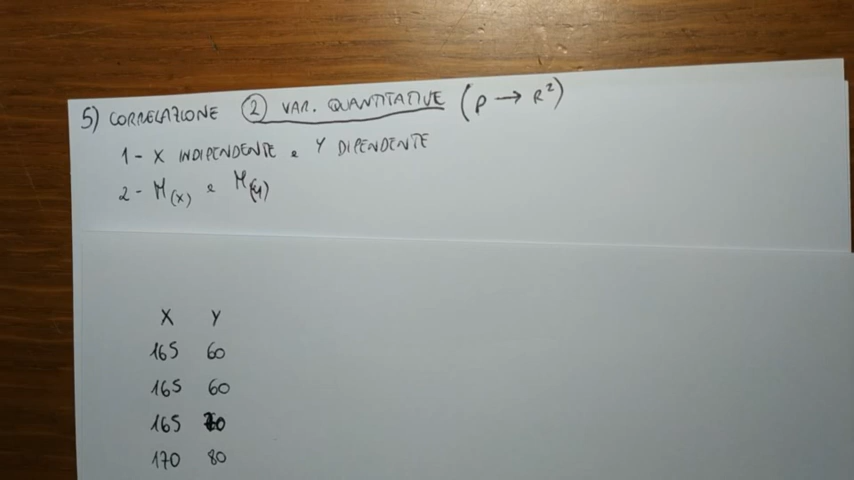 5) CORRELAZIONE (2) VAR. QUANTITATIVE (ρ → R²)
1 - X INDIPENDENTE e Y DIPENDENTE
2 - M(x) e M(y)
X Y
165 60
165 60
165
170 80